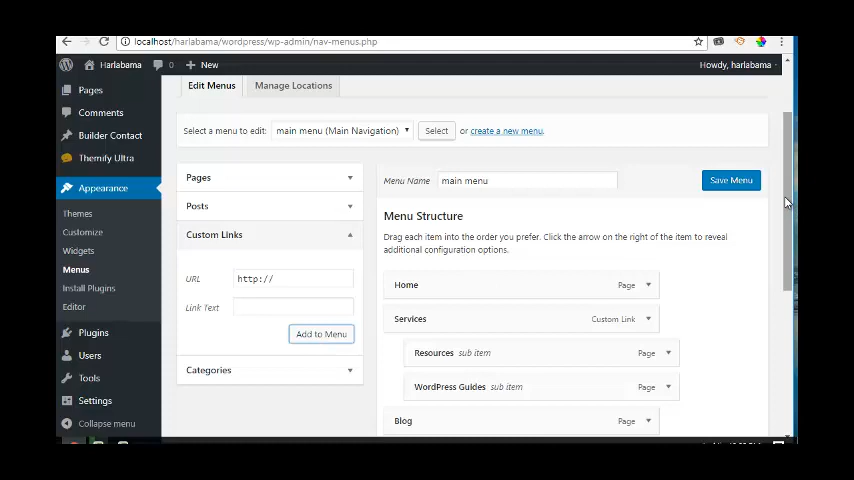 localhost/harlabama/wordpress/wp-admin/nav-menus.php
Harlabama 0 New Howdy, harlabama
Pages
Comments
Builder Contact
Themify Ultra
Appearance
Themes
Customize
Widgets
Menus
Install Plugins
Editor
Plugins
Users
Tools
Settings
Collapse menu
Edit Menus Manage Locations
Select a menu to edit: main menu (Main Navigation) Select or create a new menu.
Pages
Posts
Custom Links
URL http://
Link Text
Add to Menu
Categories
Menu Name main menu Save Menu
Menu Structure
Drag each item into the order you prefer. Click the arrow on the right of the item to reveal
additional configuration options.
Home Page
Services Custom Link
Resources sub item Page
WordPress Guides sub item Page
Blog Page